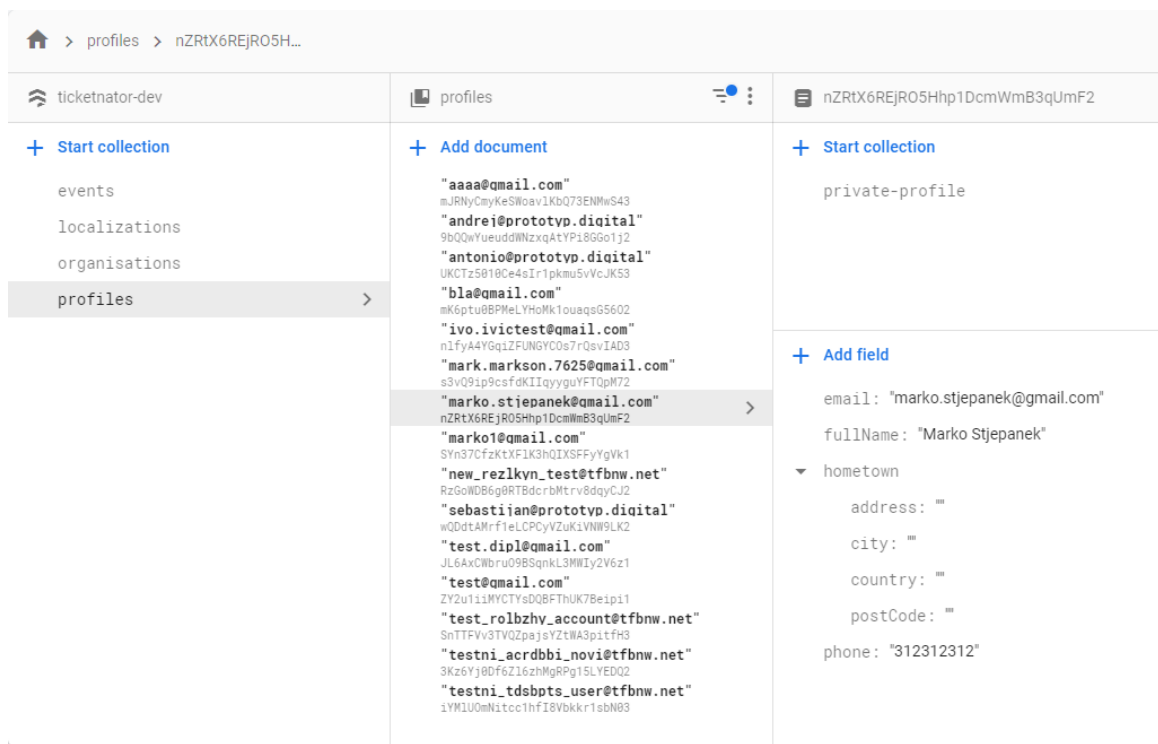 profiles > nZRtX6REjRO5H...
ticketnator-dev
Start collection
events
localizations
organisations
profiles
profiles
Add document
"aaaa@gmail.com"
mJRNyCmyKeSWoavlKbQ73ENMwS43
"andrej@prototyp.digital"
9bQQwYueuddWNzxqAtYPi8GGo1j2
"antonio@prototyp.digital"
UKCTz5010Ce4sIr1pkmu5vVcJK53
"bla@gmail.com"
mK6ptu0BPMeLYHoMk1ouaqsG56O2
"ivo.ivictest@gmail.com"
nlfyA4YGqiZFUNGYCOs7rQsvIAD3
"mark.markson.7625@gmail.com"
s3vQ9ip9csfdKIIqyyguYFTQpM72
"marko.stjepanek@gmail.com"
nZRtX6REjRO5Hhp1DcmWmB3qUmF2
"marko1@gmail.com"
SYn37CfzKtXFlK3hQIXSFFyYgVk1
"new_rezlkyn_test@tfbnw.net"
RzGoWDB6g0RTBdcrbMtrv8dqyCJ2
"sebastijan@prototyp.digital"
wQDdtAMrf1eLCPCyVZuKiVNW9LK2
"test.dipl@gmail.com"
JL6AxCWbruO9BSqnkL3MWIy2V6z1
"test@gmail.com"
ZY2u1iiMYCTYsDQBFThUK7Beipi1
"test_rolbzhy_account@tfbnw.net"
SnTTFVv3TVQZpajsYZtWA3pitfH3
"testni_acrdbbi_novi@tfbnw.net"
3Kz6Yj0Df6Zl6zhMgRPg15LYEDQ2
"testni_tdsbpts_user@tfbnw.net"
iYMlUOmNitcc1hfI8Vbkkr1sbN03
nZRtX6REjRO5Hhp1DcmWmB3qUmF2
Start collection
private-profile
Add field
email: "marko.stjepanek@gmail.com"
fullName: "Marko Stjepanek"
hometown
address: ""
city: ""
country: ""
postCode: ""
phone: "312312312"